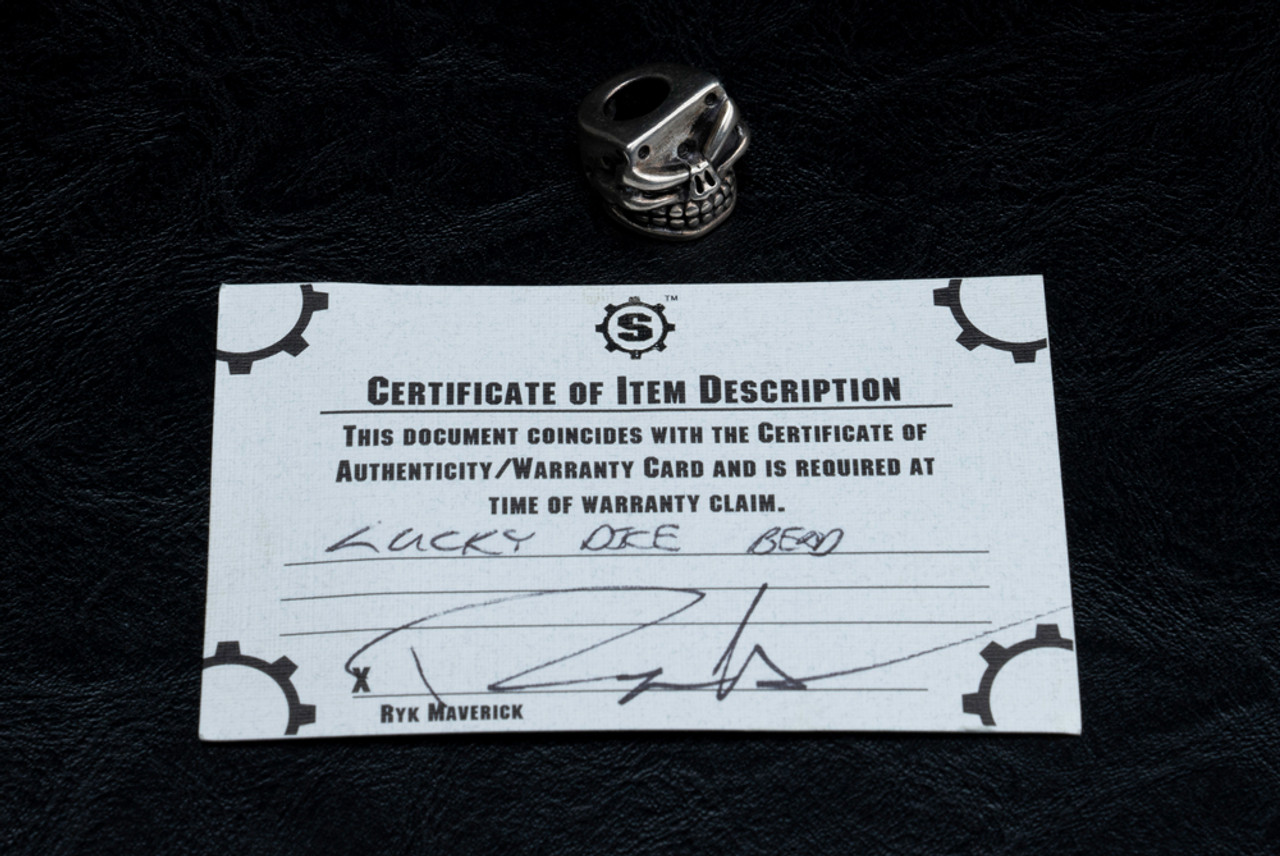 S™
CERTIFICATE OF ITEM DESCRIPTION
THIS DOCUMENT COINCIDES WITH THE CERTIFICATE OF
AUTHENTICITY/WARRANTY CARD AND IS REQUIRED AT
TIME OF WARRANTY CLAIM.
LUCKY DICE BEAD
X
RYK MAVERICK